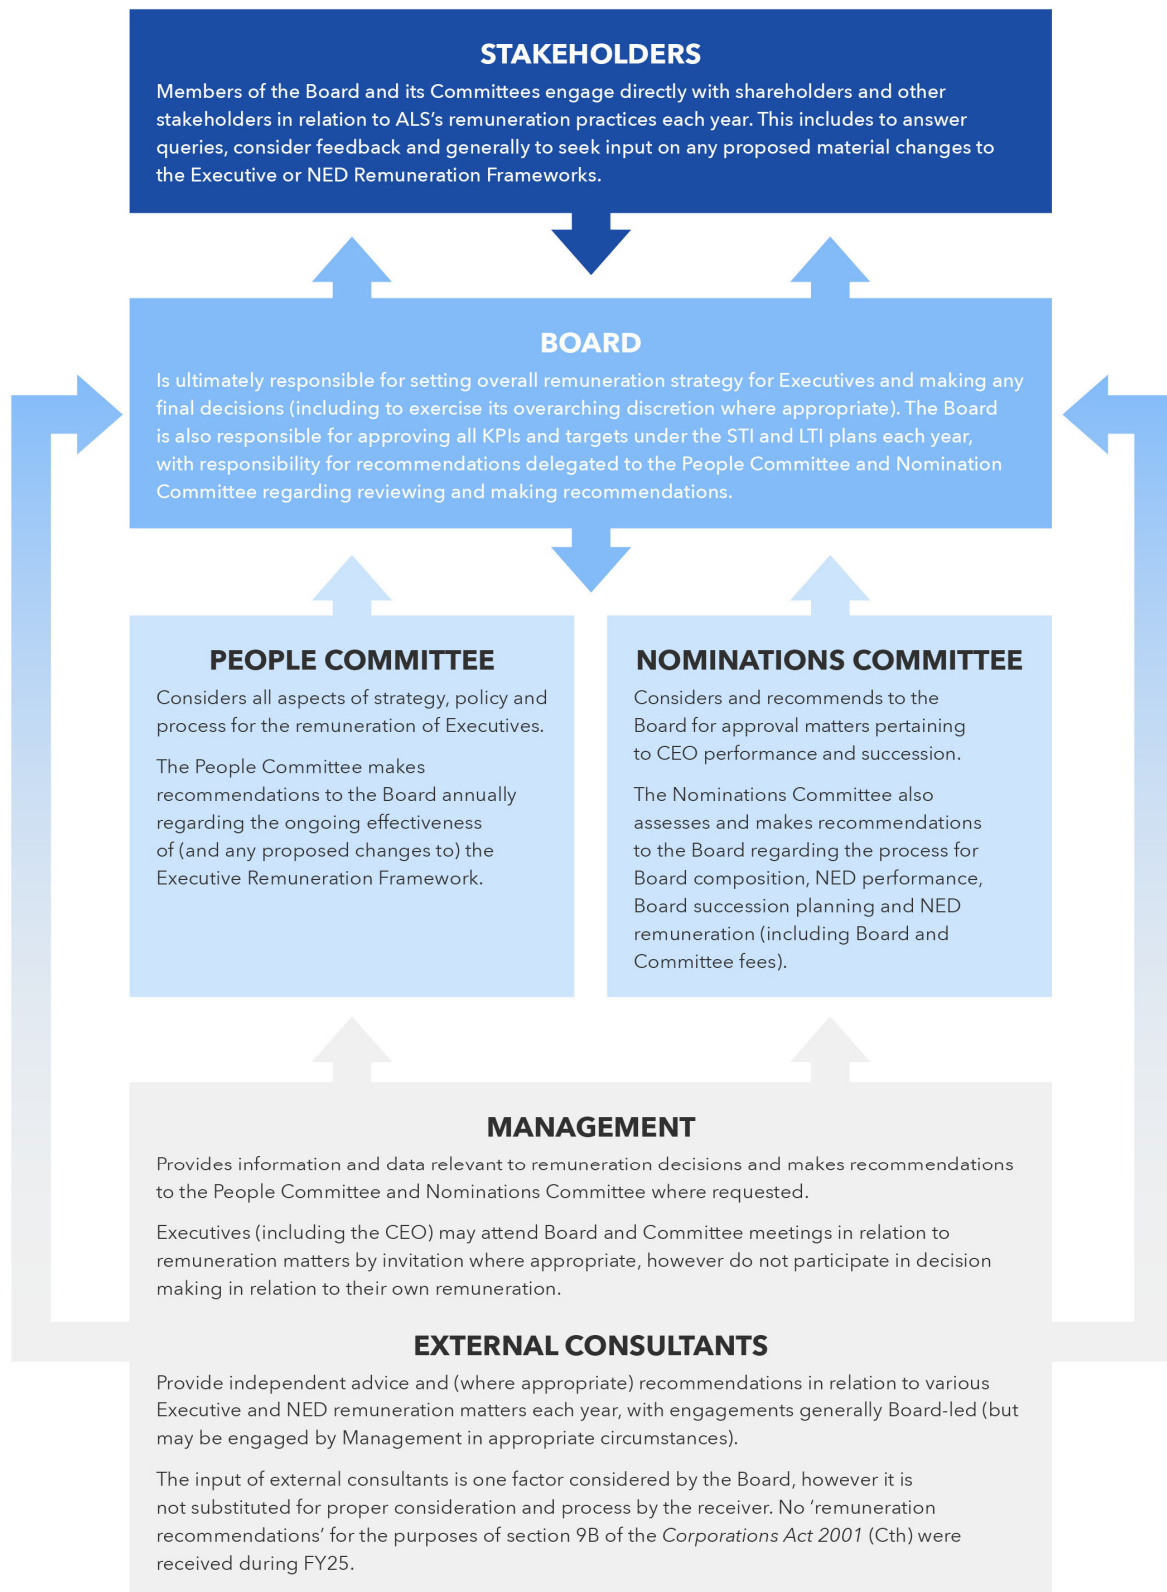 STAKEHOLDERS
Members of the Board and its Committees engage directly with shareholders and other
stakeholders in relation to ALS’s remuneration practices each year. This includes to answer
queries, consider feedback and generally to seek input on any proposed material changes to
the Executive or NED Remuneration Frameworks.
BOARD
Is ultimately responsible for setting overall remuneration strategy for Executives and making any
final decisions (including to exercise its overarching discretion where appropriate). The Board
is also responsible for approving all KPIs and targets under the STI and LTI plans each year,
with responsibility for recommendations delegated to the People Committee and Nomination
Committee regarding reviewing and making recommendations.
PEOPLE COMMITTEE
Considers all aspects of strategy, policy and
process for the remuneration of Executives.
The People Committee makes
recommendations to the Board annually
regarding the ongoing effectiveness
of (and any proposed changes to) the
Executive Remuneration Framework.
NOMINATIONS COMMITTEE
Considers and recommends to the
Board for approval matters pertaining
to CEO performance and succession.
The Nominations Committee also
assesses and makes recommendations
to the Board regarding the process for
Board composition, NED performance,
Board succession planning and NED
remuneration (including Board and
Committee fees).
MANAGEMENT
Provides information and data relevant to remuneration decisions and makes recommendations
to the People Committee and Nominations Committee where requested.
Executives (including the CEO) may attend Board and Committee meetings in relation to
remuneration matters by invitation where appropriate, however do not participate in decision
making in relation to their own remuneration.
EXTERNAL CONSULTANTS
Provide independent advice and (where appropriate) recommendations in relation to various
Executive and NED remuneration matters each year, with engagements generally Board-led (but
may be engaged by Management in appropriate circumstances).
The input of external consultants is one factor considered by the Board, however it is
not substituted for proper consideration and process by the receiver. No ‘remuneration
recommendations’ for the purposes of section 9B of the Corporations Act 2001 (Cth) were
received during FY25.